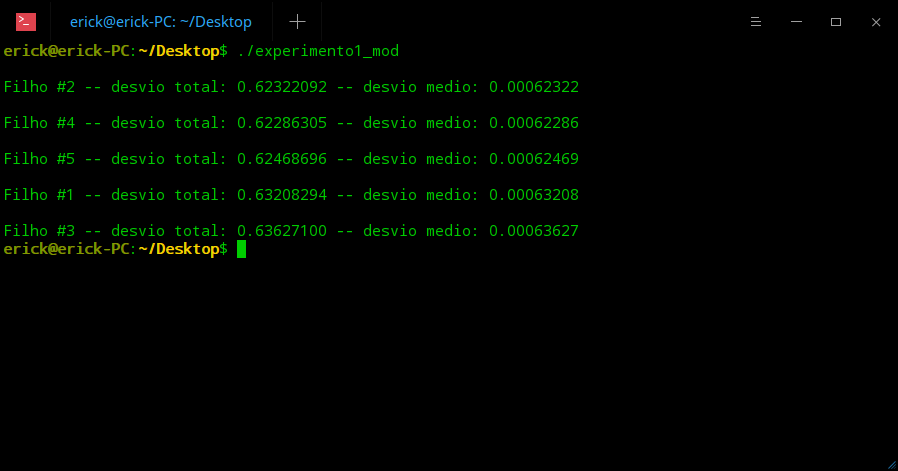 erick@erick-PC: ~/Desktop
erick@erick-PC:~/Desktop$ ./experimento1_mod
Filho #2 -- desvio total: 0.62322092 -- desvio medio: 0.00062322
Filho #4 -- desvio total: 0.62286305 -- desvio medio: 0.00062286
Filho #5 -- desvio total: 0.62468696 -- desvio medio: 0.00062469
Filho #1 -- desvio total: 0.63208294 -- desvio medio: 0.00063208
Filho #3 -- desvio total: 0.63627100 -- desvio medio: 0.00063627
erick@erick-PC:~/Desktop$